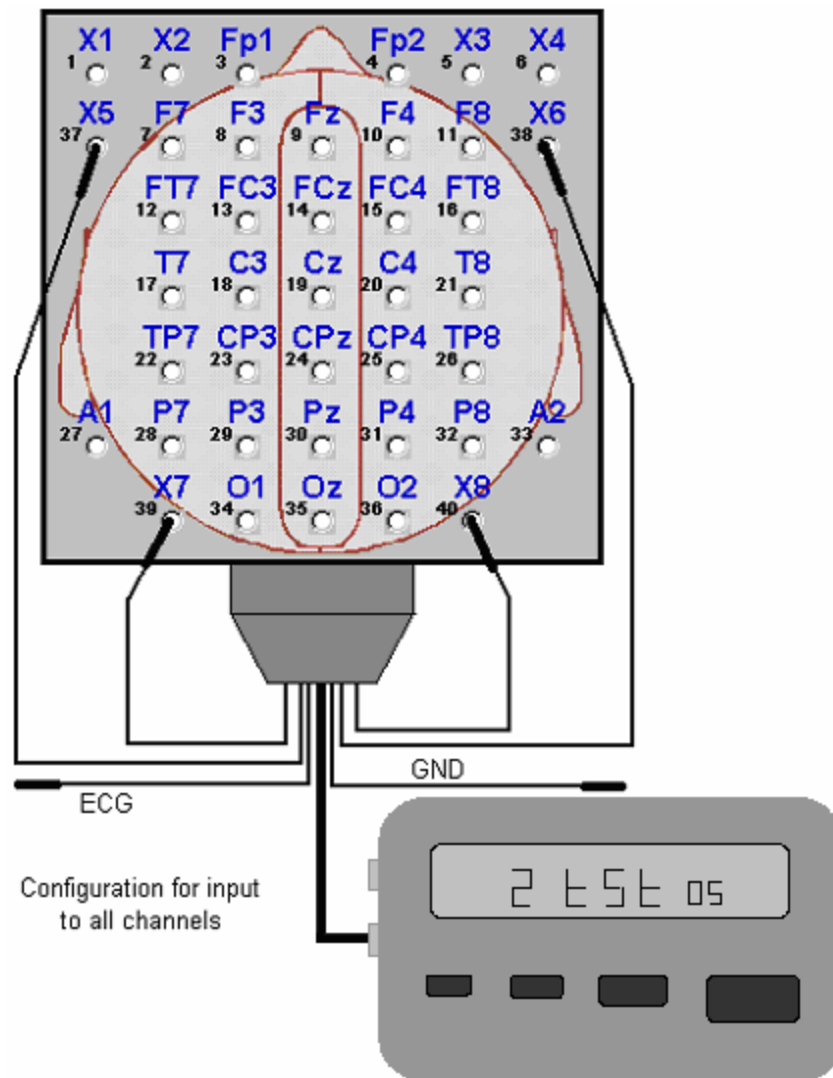 X1 X2 Fp1 Fp2 X3 X4
1 2 3 4 5 6
X5 F7 F3 Fz F4 F8 X6
37 7 8 9 10 11 38
FT7 FC3 FCz FC4 FT8
12 13 14 15 16
T7 C3 Cz C4 T8
17 18 19 20 21
TP7 CP3 CPz CP4 TP8
22 23 24 25 26
A1 P7 P3 Pz P4 P8 A2
27 28 29 30 31 32 33
X7 O1 Oz O2 X8
39 34 35 36 40
GND
ECG
Configuration for input
to all channels
2 tSt 05